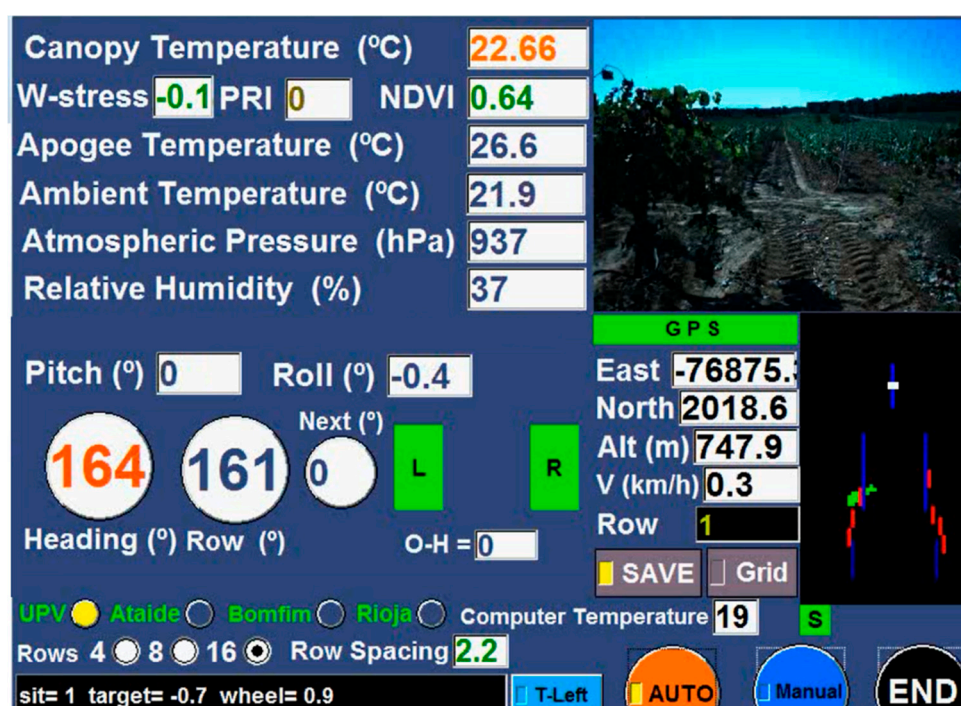 Canopy Temperature (ºC) 22.66
W-stress -0.1 PRI 0 NDVI 0.64
Apogee Temperature (ºC) 26.6
Ambient Temperature (ºC) 21.9
Atmospheric Pressure (hPa) 937
Relative Humidity (%) 37
GPS
Pitch (º) 0 Roll (º) -0.4
East -76875.
North 2018.6
Alt (m) 747.9
V (km/h) 0.3
Row 1
Next (º)
164 161 0 L R
Heading (º) Row (º) O-H = 0
SAVE Grid
UPV Ataide Bomfim Rioja Computer Temperature 19 S
Rows 4 8 16 Row Spacing 2.2
sit= 1 target= -0.7 wheel= 0.9 T-Left AUTO Manual END